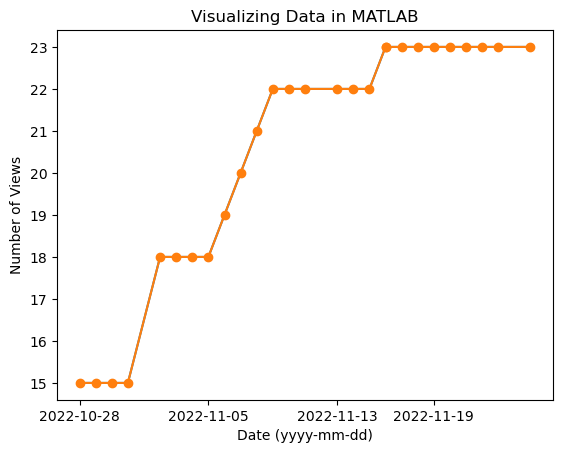 Visualizing Data in MATLAB
23
22
21
20
19
18
17
16
15
Number of Views
2022-10-28 2022-11-05 2022-11-13 2022-11-19
Date (yyyy-mm-dd)